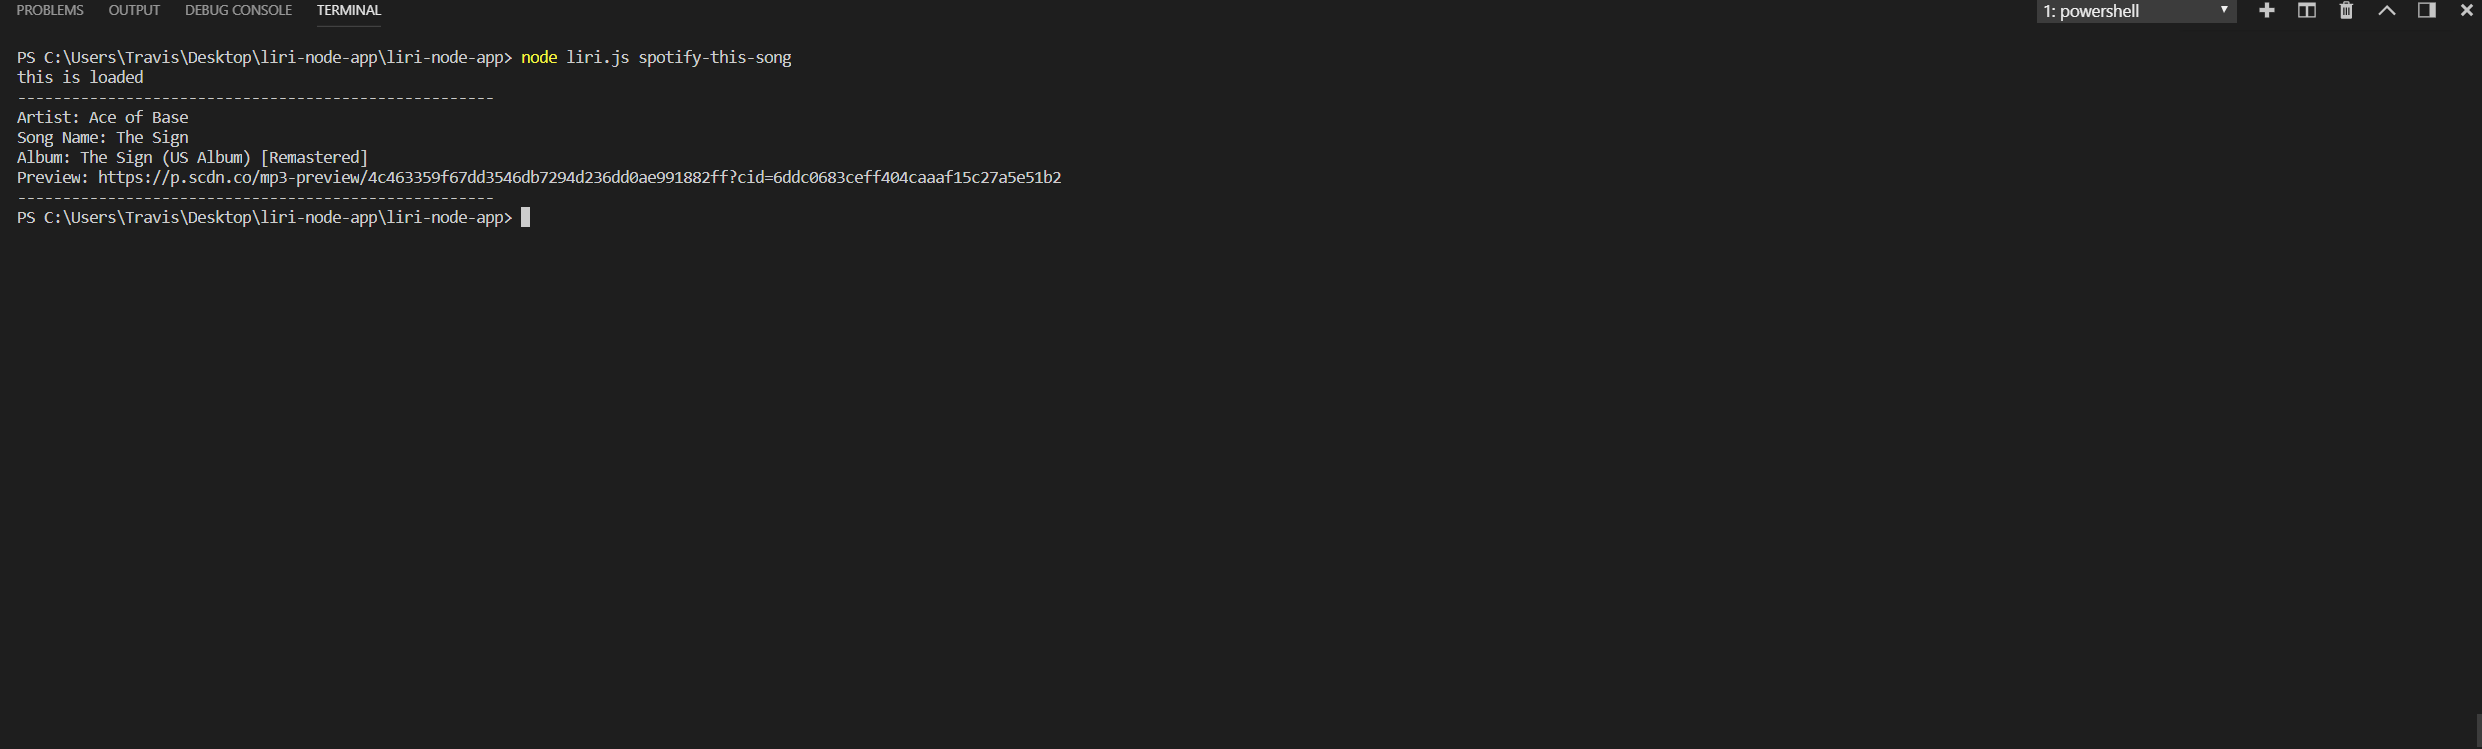 PROBLEMS OUTPUT DEBUG CONSOLE TERMINAL 1: powershell
PS C:\Users\Travis\Desktop\liri-node-app\liri-node-app> node liri.js spotify-this-song
this is loaded
-----------------------------------------------------
Artist: Ace of Base
Song Name: The Sign
Album: The Sign (US Album) [Remastered]
Preview: https://p.scdn.co/mp3-preview/4c463359f67dd3546db7294d236dd0ae991882ff?cid=6ddc0683ceff404caaaf15c27a5e51b2
-----------------------------------------------------
PS C:\Users\Travis\Desktop\liri-node-app\liri-node-app>